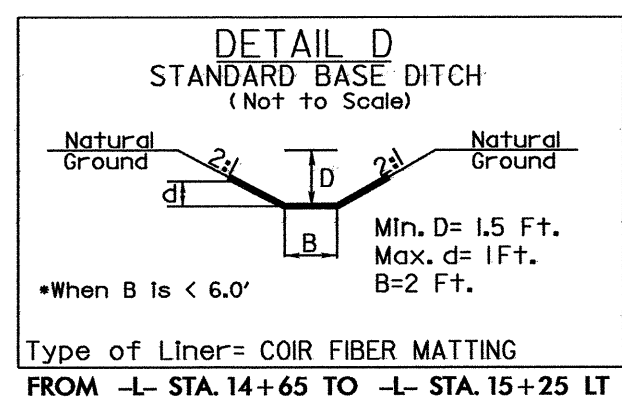 DETAIL D
STANDARD BASE DITCH
(Not to Scale)
Natural
Ground
2:1
2:1
Natural
Ground
D
d
B
Min. D= 1.5 Ft.
Max. d= 1Ft.
B=2 Ft.
*When B is < 6.0'
Type of Liner= COIR FIBER MATTING
FROM -L- STA. 14+65 TO -L- STA. 15+25 LT